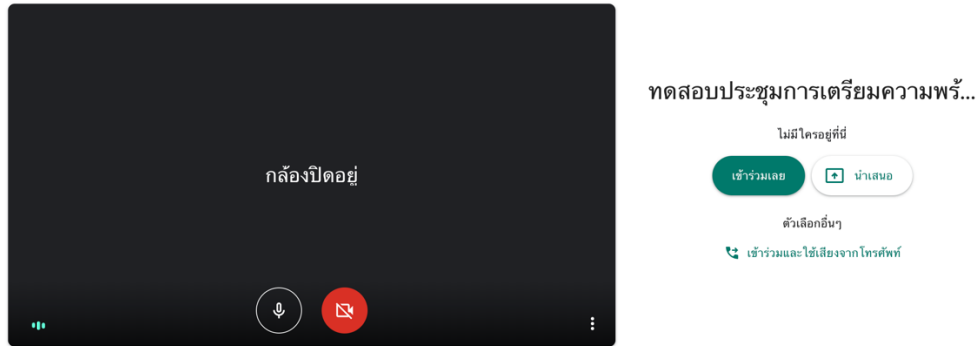 กล้องปิดอยู่
ทดสอบประชุมการเตรียมความพร้...
ไม่มีใครอยู่ที่นี่
เข้าร่วมเลย
นำเสนอ
ตัวเลือกอื่นๆ
เข้าร่วมและใช้เสียงจากโทรศัพท์